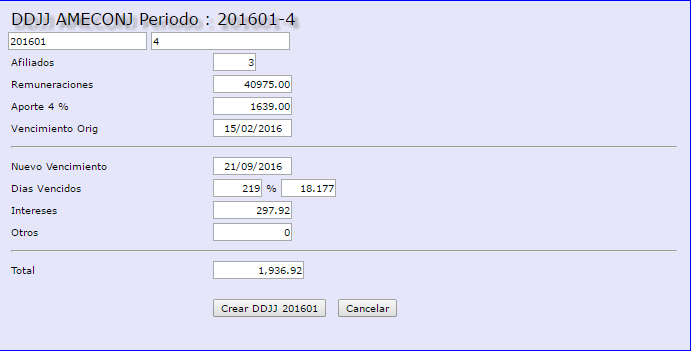 DDJJ AMECONJ Periodo : 201601-4
201601 4
Afiliados 3
Remuneraciones 40975.00
Aporte 4 % 1639.00
Vencimiento Orig 15/02/2016
Nuevo Vencimiento 21/09/2016
Dias Vencidos 219 % 18.177
Intereses 297.92
Otros 0
Total 1,936.92
Crear DDJJ 201601 Cancelar